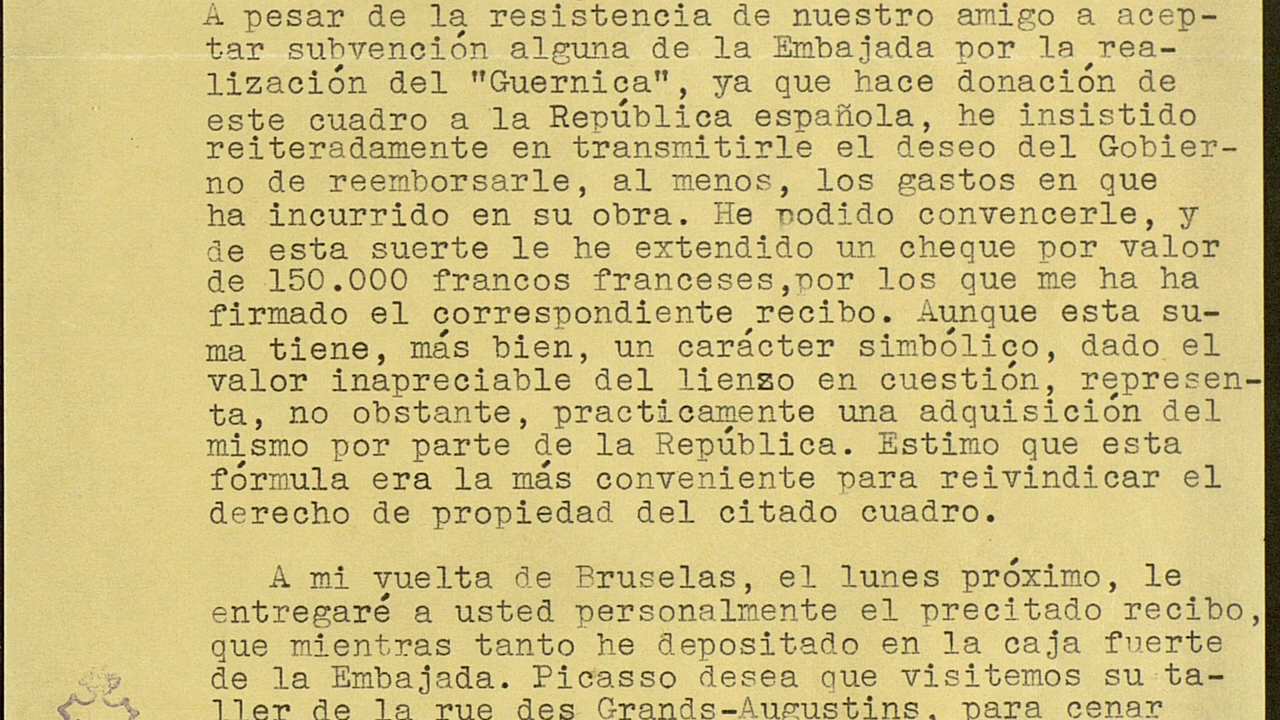 A pesar de la resistencia de nuestro amigo a acep-
tar subvención alguna de la Embajada por la rea-
lización del "Guernica", ya que hace donación de
este cuadro a la República española, he insistido
reiteradamente en transmitirle el deseo del Gobier-
no de reemborsarle, al menos, los gastos en que
ha incurrido en su obra. He podido convencerle, y
de esta suerte le he extendido un cheque por valor
de 150.000 francos franceses,por los que me ha ha
firmado el correspondiente recibo. Aunque esta su-
ma tiene, más bien, un carácter simbólico, dado el
valor inapreciable del lienzo en cuestión, represen-
ta, no obstante, practicamente una adquisición del
mismo por parte de la República. Estimo que esta
fórmula era la más conveniente para reivindicar el
derecho de propiedad del citado cuadro.
A mi vuelta de Bruselas, el lunes próximo, le
entregaré a usted personalmente el precitado recibo,
que mientras tanto he depositado en la caja fuerte
de la Embajada. Picasso desea que visitemos su ta-
ller de la rue des Grands-Augustins, para cenar